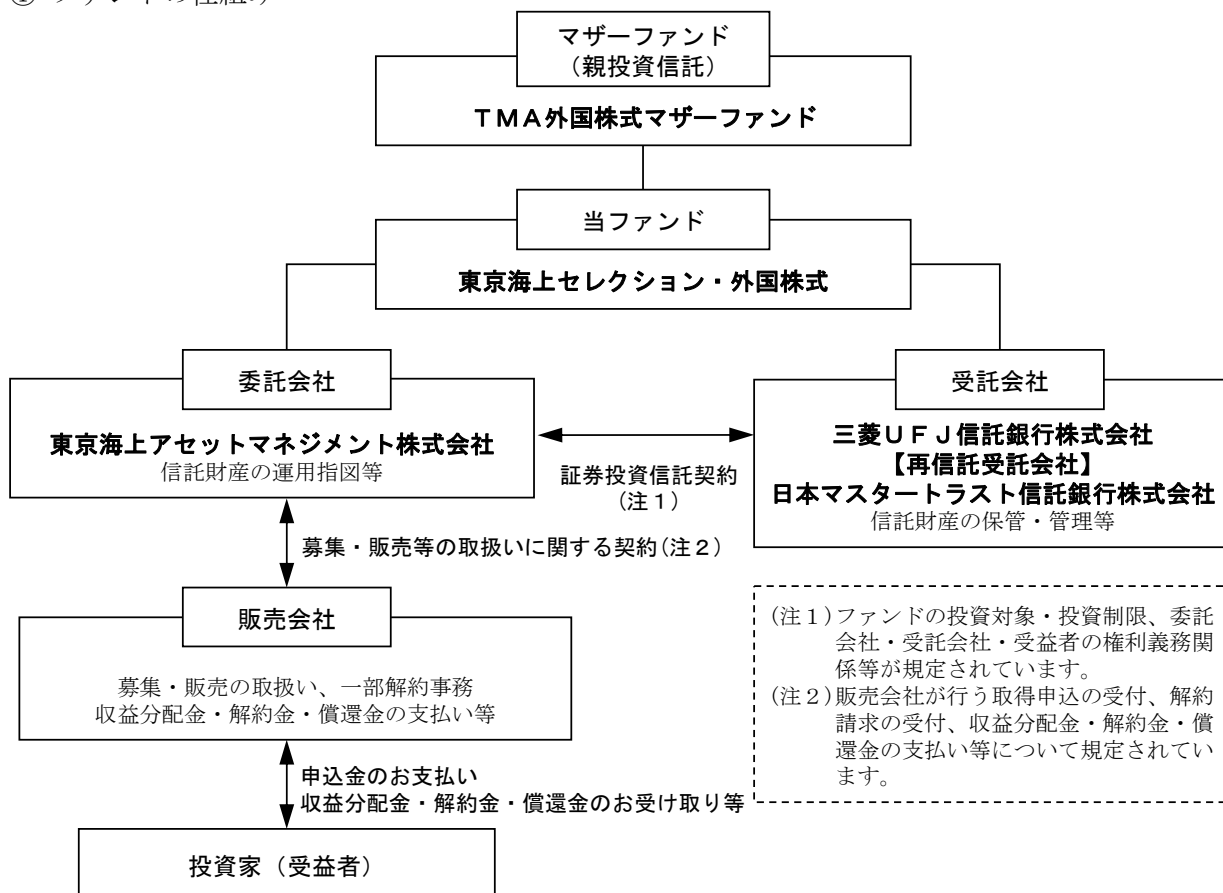 マザーファンド
（親投資信託）
ＴＭＡ外国株式マザーファンド
当ファンド
東京海上セレクション・外国株式
委託会社
東京海上アセットマネジメント株式会社
信託財産の運用指図等
証券投資信託契約
(注１)
受託会社
三菱ＵＦＪ信託銀行株式会社
【再信託受託会社】
日本マスタートラスト信託銀行株式会社
信託財産の保管・管理等
募集・販売等の取扱いに関する契約(注２)
販売会社
募集・販売の取扱い、一部解約事務
収益分配金・解約金・償還金の支払い等
(注１)ファンドの投資対象・投資制限、委託
会社・受託会社・受益者の権利義務関
係等が規定されています。
(注２)販売会社が行う取得申込の受付、解約
請求の受付、収益分配金・解約金・償
還金の支払い等について規定されてい
ます。
申込金のお支払い
収益分配金・解約金・償還金のお受け取り等
投資家（受益者）